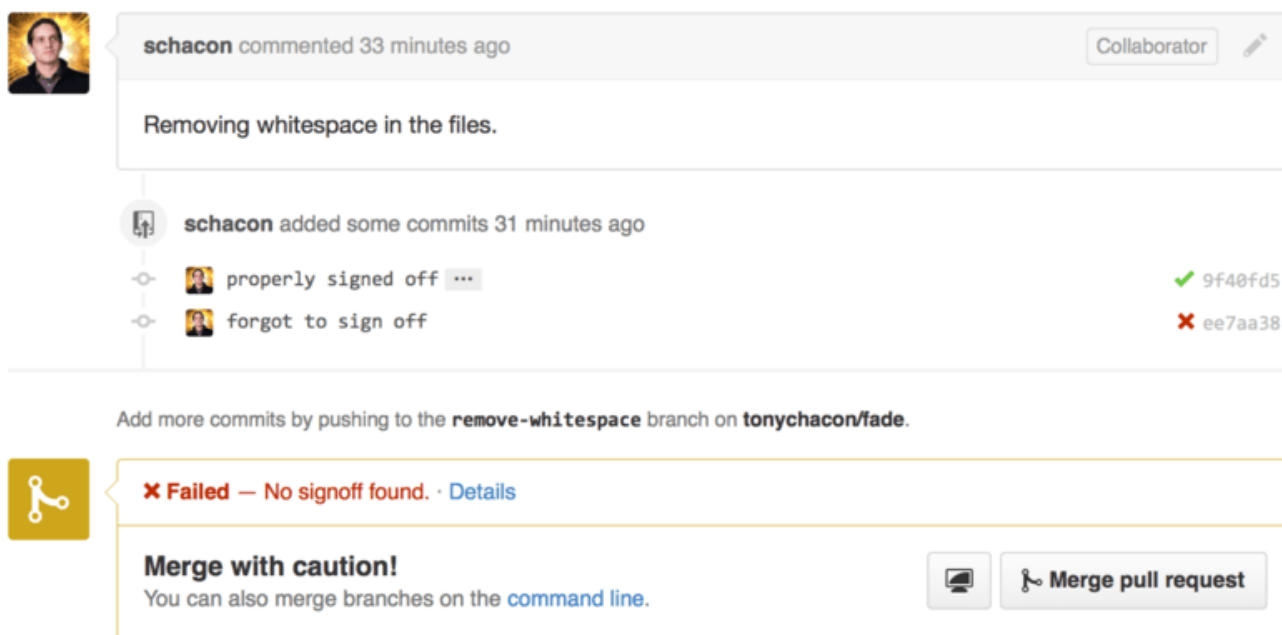 schacon commented 33 minutes ago Collaborator
Removing whitespace in the files.
schacon added some commits 31 minutes ago
properly signed off ··· 9f40fd5
forgot to sign off ee7aa38
Add more commits by pushing to the remove-whitespace branch on tonychacon/fade.
Failed — No signoff found. · Details
Merge with caution!
Merge pull request
You can also merge branches on the command line.